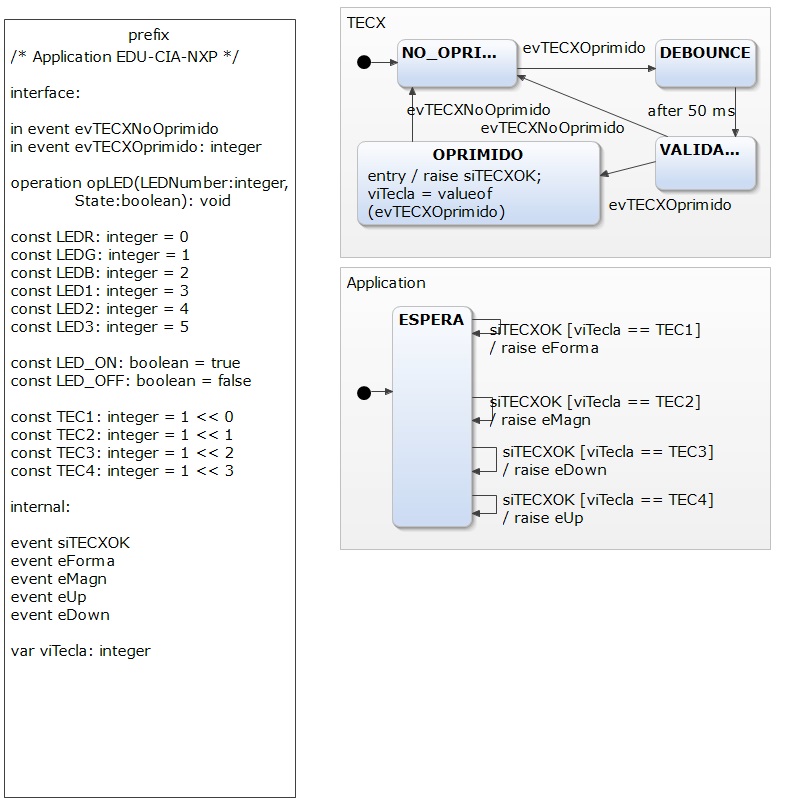 prefix
/* Application EDU-CIA-NXP */
interface:
in event evTECXNoOprimido
in event evTECXOprimido: integer
operation opLED(LEDNumber:integer,
State:boolean): void
const LEDR: integer = 0
const LEDG: integer = 1
const LEDB: integer = 2
const LED1: integer = 3
const LED2: integer = 4
const LED3: integer = 5
const LED_ON: boolean = true
const LED_OFF: boolean = false
const TEC1: integer = 1 << 0
const TEC2: integer = 1 << 1
const TEC3: integer = 1 << 2
const TEC4: integer = 1 << 3
internal:
event siTECXOK
event eForma
event eMagn
event eUp
event eDown
var viTecla: integer
TECX
NO_OPRI...
evTECXOprimido
DEBOUNCE
evTECXNoOprimido
after 50 ms
evTECXNoOprimido
OPRIMIDO
entry / raise siTECXOK;
viTecla = valueof
(evTECXOprimido)
VALIDA...
evTECXOprimido
Application
ESPERA
siTECXOK [viTecla == TEC1]
/ raise eForma
siTECXOK [viTecla == TEC2]
/ raise eMagn
siTECXOK [viTecla == TEC3]
/ raise eDown
siTECXOK [viTecla == TEC4]
/ raise eUp